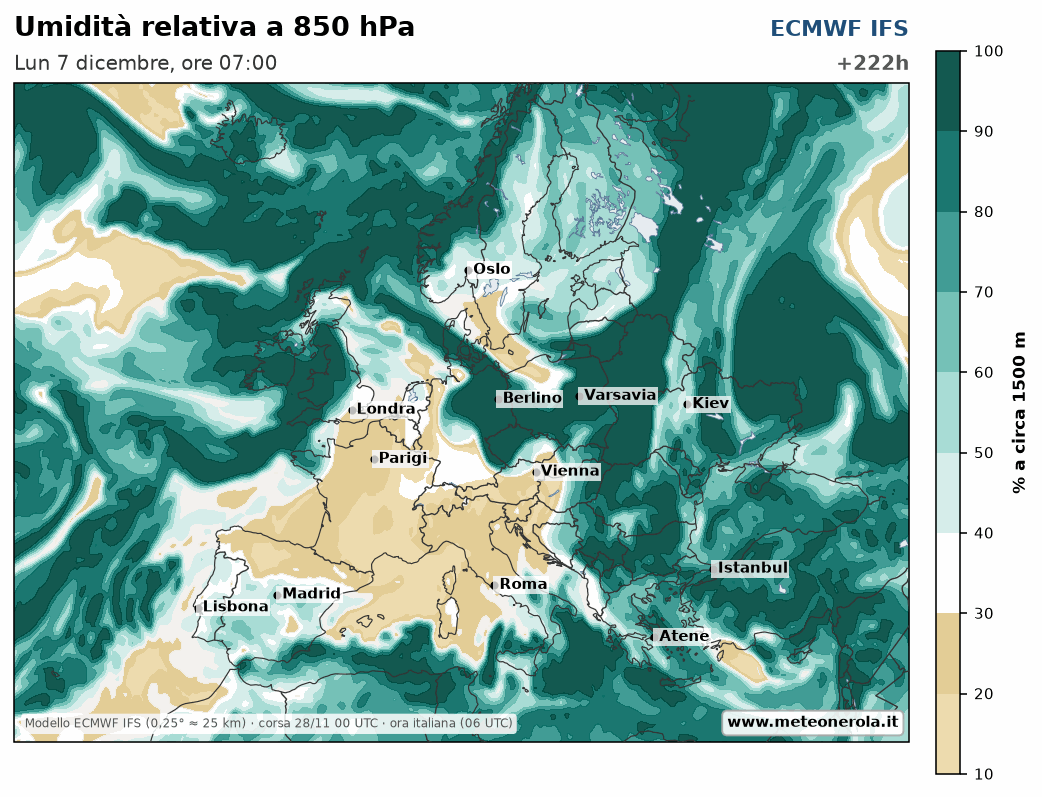 Umidità relativa a 850 hPa
ECMWF IFS
Lun 7 dicembre, ore 07:00
+222h
100
90
80
70
60
50
40
30
20
10
% a circa 1500 m
Oslo
Berlino
Varsavia
Kiev
Londra
Parigi
Vienna
Istanbul
Roma
Madrid
Lisbona
Atene
Modello ECMWF IFS (0,25° ≈ 25 km) · corsa 28/11 00 UTC · ora italiana (06 UTC)
www.meteonerola.it